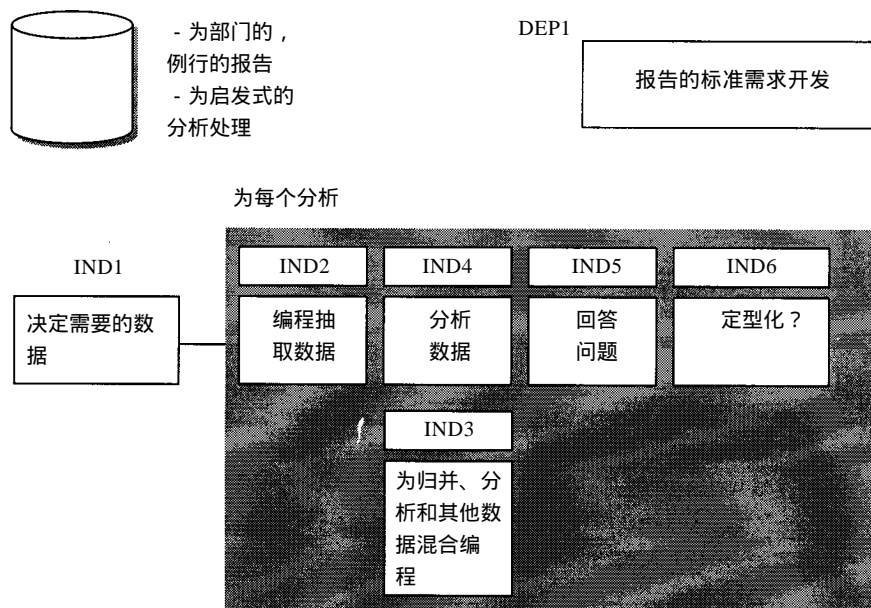 - 为部门的，
例行的报告
- 为启发式的
分析处理
DEP1
报告的标准需求开发
为每个分析
IND1
决定需要的数
据
IND2
编程抽
取数据
IND4
分析
数据
IND5
回答
问题
IND6
定型化？
IND3
为归并、分
析和其他数
据混合编
程